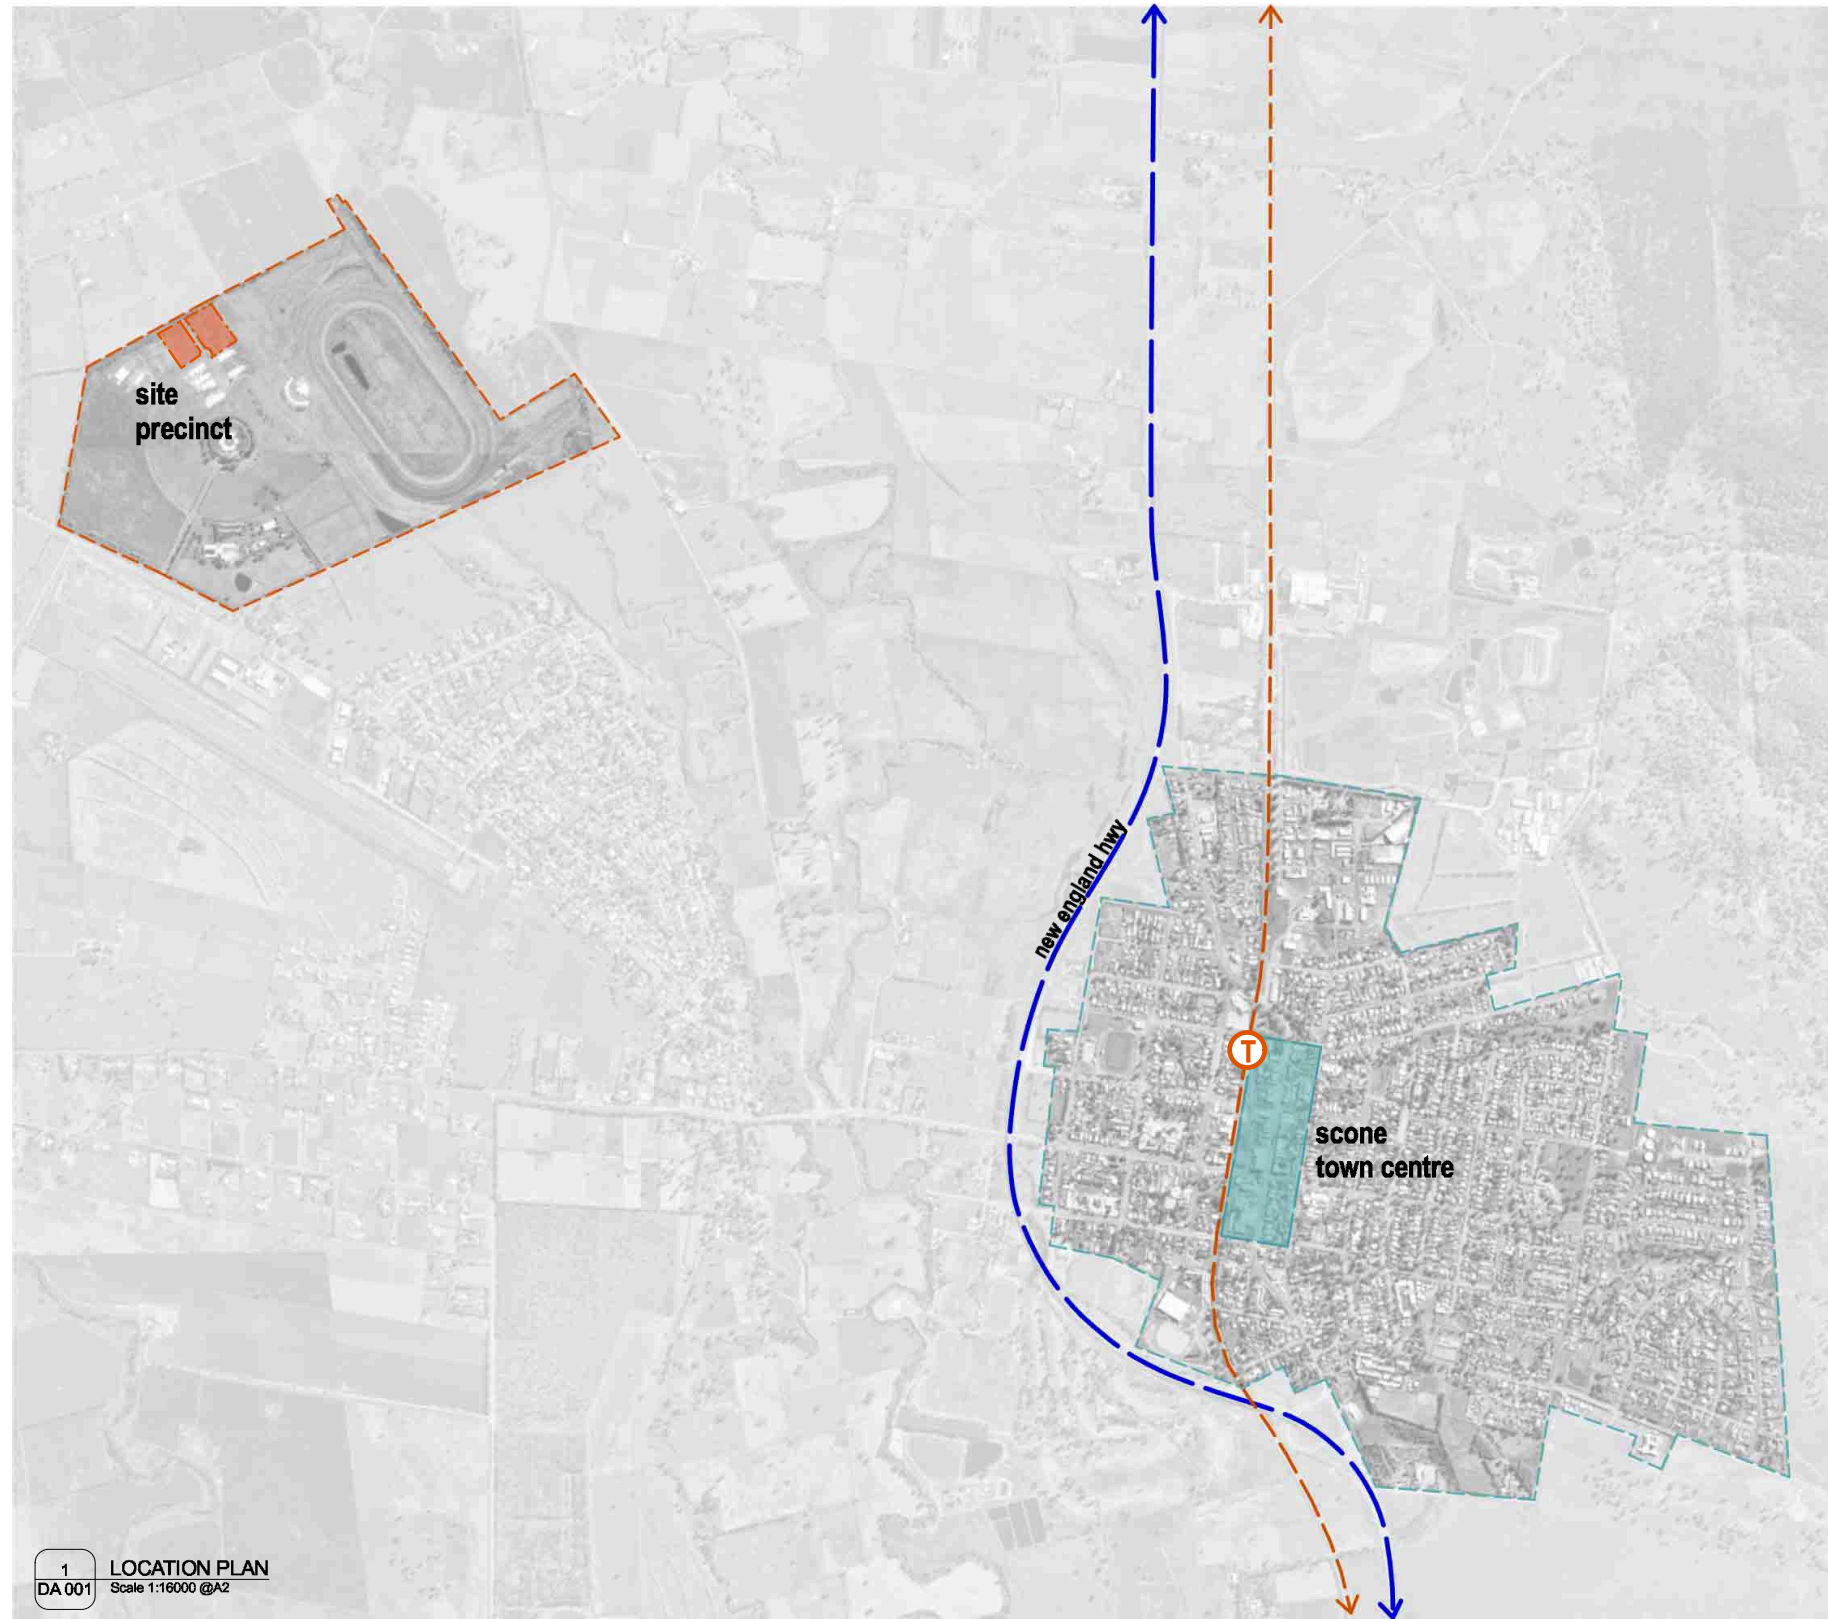 site
precinct
new england hwy
T
scone
town centre
1
DA 001
LOCATION PLAN
Scale 1:16000 @A2